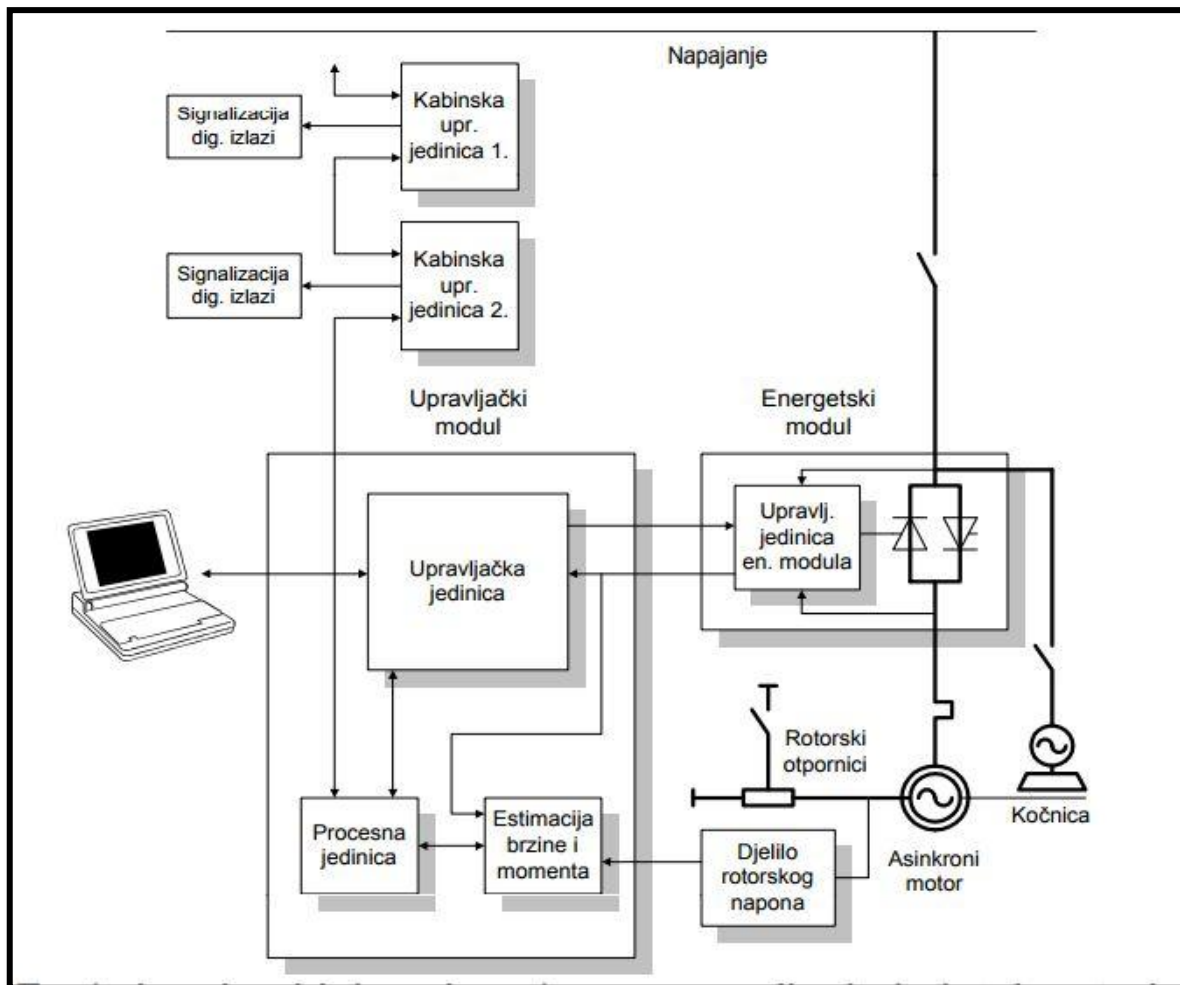 Napajanje
Signalizacija
dig. izlazi
Kabinska
upr.
jedinica 1.
Signalizacija
dig. izlazi
Kabinska
upr.
jedinica 2.
Upravljački
modul
Energetski
modul
Upravljačka
jedinica
Upravlj.
jedinica
en. modula
Rotorski
otpornici
Kočnica
Procesna
jedinica
Estimacija
brzine i
momenta
Djelilo
rotorskog
napona
Asinkroni
motor